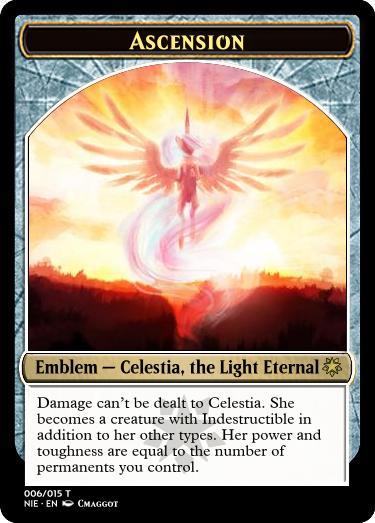 Ascension
Emblem — Celestia, the Light Eternal
Damage can't be dealt to Celestia. She
becomes a creature with Indestructible in
addition to her other types. Her power and
toughness are equal to the number of
permanents you control.
006/015 T
NIE • EN Cmaggot